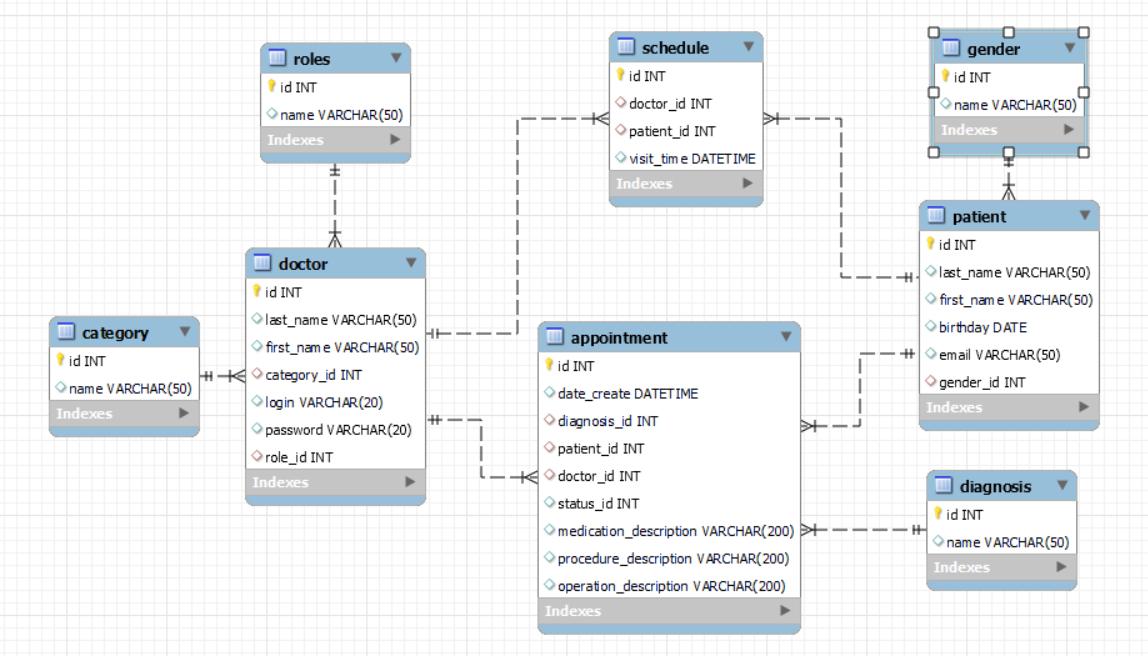 roles
id INT
name VARCHAR(50)
Indexes
schedule
id INT
doctor_id INT
patient_id INT
visit_time DATETIME
Indexes
gender
id INT
name VARCHAR(50)
Indexes
patient
id INT
last_name VARCHAR(50)
first_name VARCHAR(50)
birthday DATE
email VARCHAR(50)
gender_id INT
Indexes
doctor
id INT
last_name VARCHAR(50)
first_name VARCHAR(50)
category_id INT
login VARCHAR(20)
password VARCHAR(20)
role_id INT
Indexes
category
id INT
name VARCHAR(50)
Indexes
appointment
id INT
date_create DATETIME
diagnosis_id INT
patient_id INT
doctor_id INT
status_id INT
medication_description VARCHAR(200)
procedure_description VARCHAR(200)
operation_description VARCHAR(200)
Indexes
diagnosis
id INT
name VARCHAR(50)
Indexes